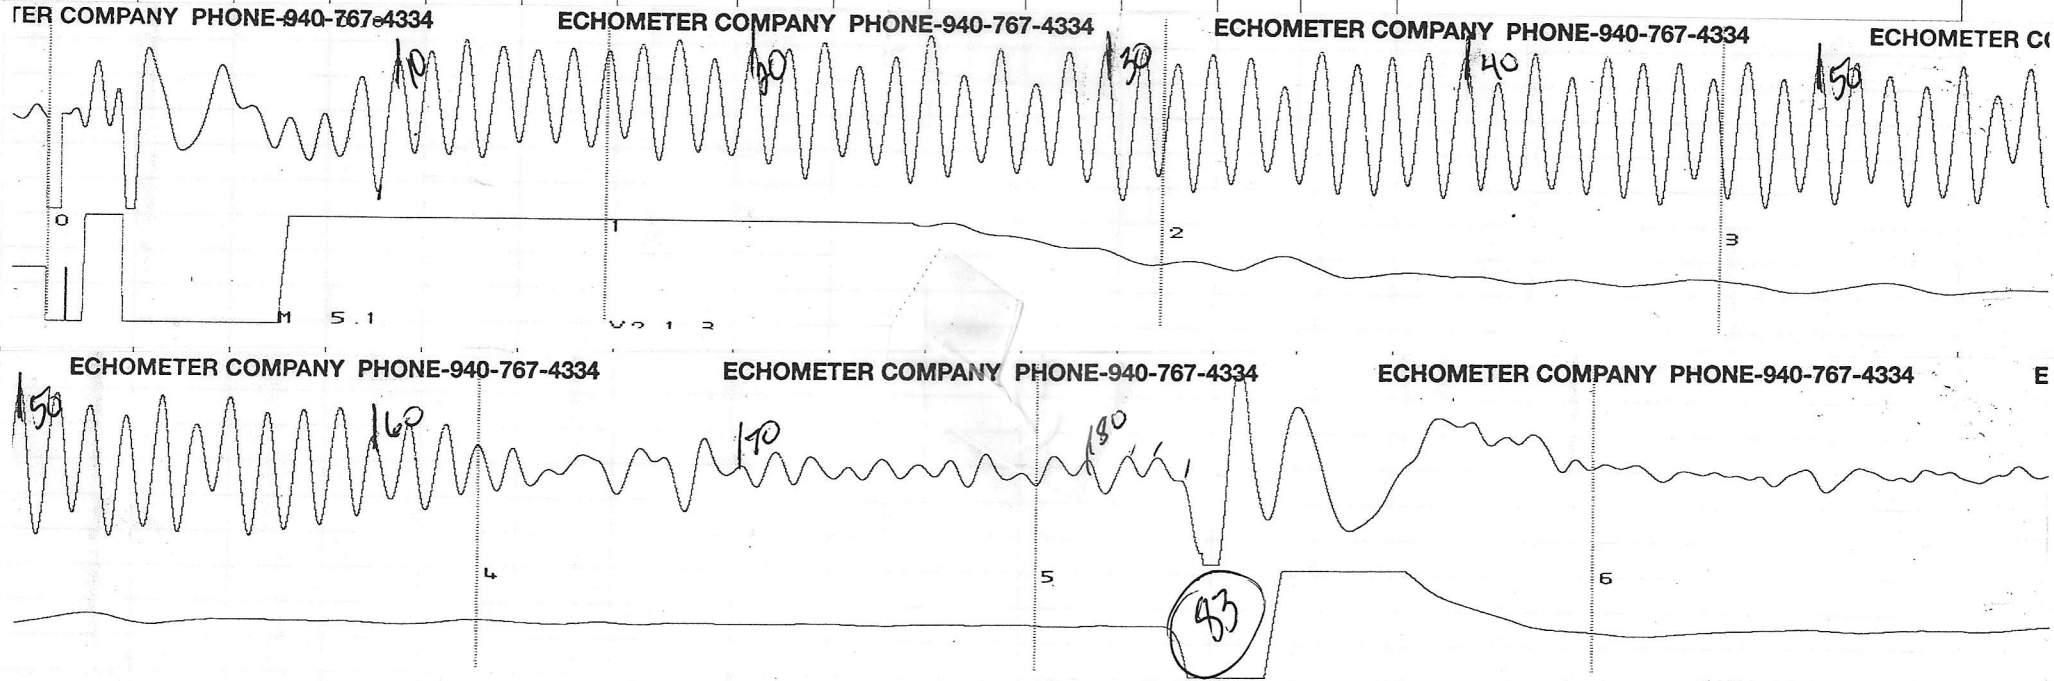 TER COMPANY PHONE-940-767-4334 ECHOMETER COMPANY PHONE-940-767-4334 ECHOMETER COMPANY PHONE-940-767-4334 ECHOMETER CO
10 20 30 40 50
0 1 2 3
M 5.1
ECHOMETER COMPANY PHONE-940-767-4334 ECHOMETER COMPANY PHONE-940-767-4334 ECHOMETER COMPANY PHONE-940-767-4334 E
50 60 70 80
4 5 6
83